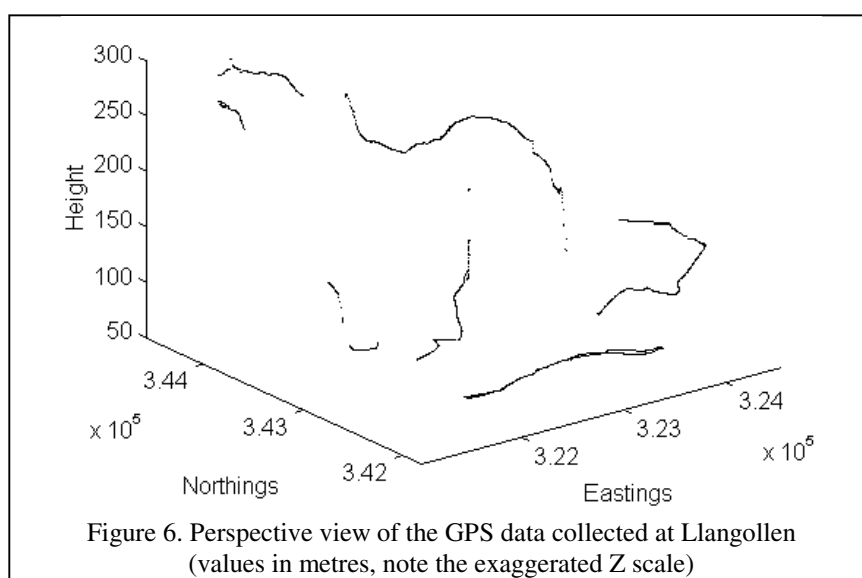 300
250
200
150
100
50
Height
3.44
3.43
3.42
x 10^5
Northings
3.22
3.23
3.24
x 10^5
Eastings
Figure 6. Perspective view of the GPS data collected at Llangollen
(values in metres, note the exaggerated Z scale)